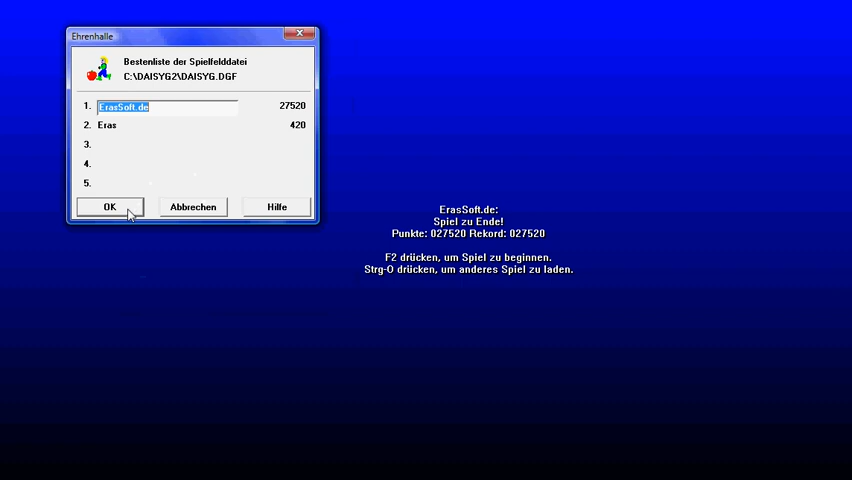 Ehrenhalle
Bestenliste der Spielfelddatei
C:\DAISYG2\DAISYG.DGF
1. ErasSoft.de 27520
2. Eras 420
3.
4.
5.
OK Abbrechen Hilfe
ErasSoft.de:
Spiel zu Ende!
Punkte: 027520 Rekord: 027520
F2 drücken, um Spiel zu beginnen.
Strg-O drücken, um anderes Spiel zu laden.